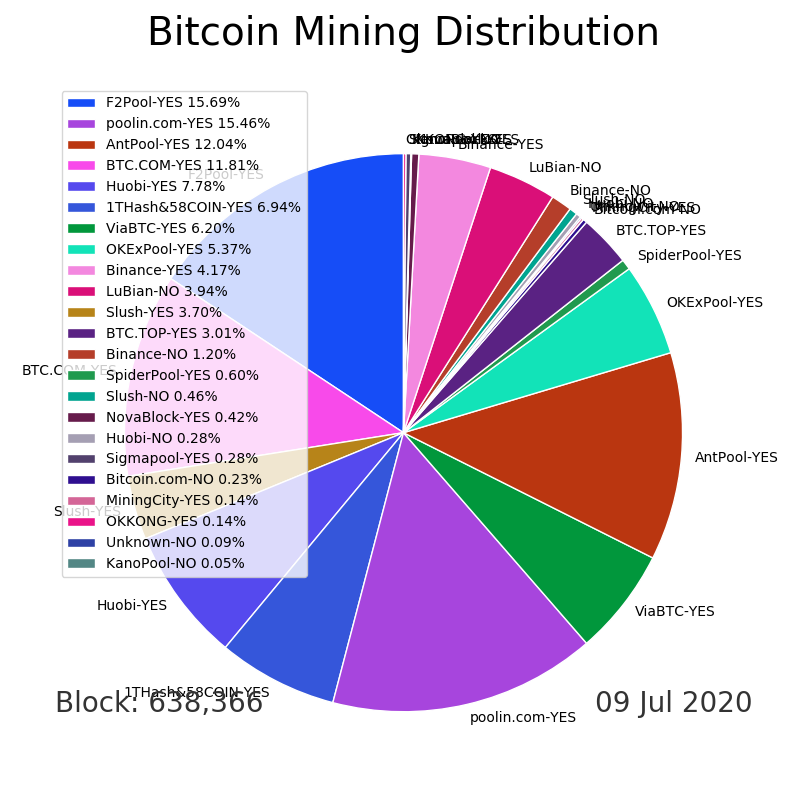 Bitcoin Mining Distribution
F2Pool-YES 15.69%
poolin.com-YES 15.46%
AntPool-YES 12.04%
BTC.COM-YES 11.81%
Huobi-YES 7.78%
1THash&58COIN-YES 6.94%
ViaBTC-YES 6.20%
OKExPool-YES 5.37%
Binance-YES 4.17%
LuBian-NO 3.94%
Slush-YES 3.70%
BTC.TOP-YES 3.01%
Binance-NO 1.20%
SpiderPool-YES 0.60%
Slush-NO 0.46%
NovaBlock-YES 0.42%
Huobi-NO 0.28%
Sigmapool-YES 0.28%
Bitcoin.com-NO 0.23%
MiningCity-YES 0.14%
OKKONG-YES 0.14%
Unknown-NO 0.09%
KanoPool-NO 0.05%
Binance-YES
LuBian-NO
F2Pool-YES
Binance-NO
Slush-NO
Bitcoin.com-NO
BTC.TOP-YES
SpiderPool-YES
OKExPool-YES
BTC.COM-YES
AntPool-YES
Slush-YES
Huobi-YES
ViaBTC-YES
1THash&58COIN-YES
poolin.com-YES
Block: 638,366
09 Jul 2020